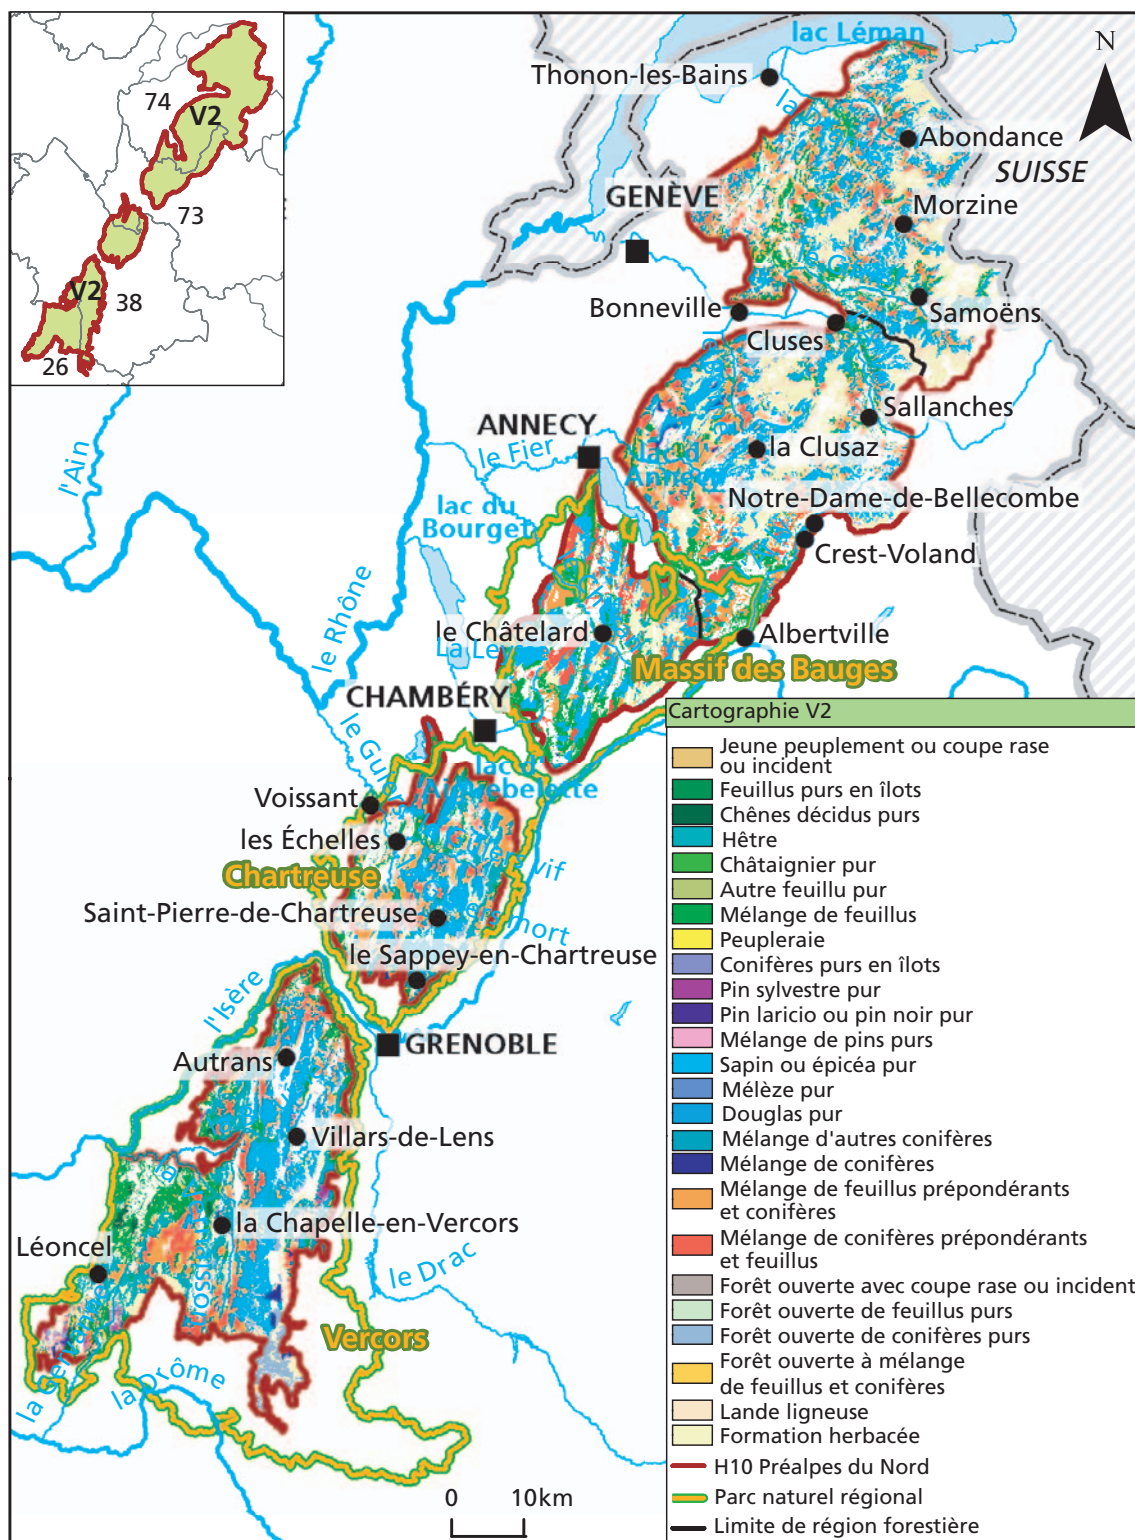 74
V2
73
V2
38
26
lac Léman
N
Thonon-les-Bains
Abondance
SUISSE
GENÈVE
Morzine
Bonneville
Samoëns
Cluses
Sallanches
ANNECY
le Fier
la Clusaz
lac d'
Annecy
l'Ain
lac du
Bourget
Notre-Dame-de-Bellecombe
Crest-Voland
le Rhône
le Châtelard
Albertville
Massif des Bauges
CHAMBÉRY
lac d'
Aiguebelette
Voissant
les Échelles
Chartreuse
Saint-Pierre-de-Chartreuse
le Sappey-en-Chartreuse
l'Isère
GRENOBLE
Autrans
Villars-de-Lens
la Chapelle-en-Vercors
Léoncel
le Drac
Vercors
la Drôme
0 10km
Cartographie V2
Jeune peuplement ou coupe rase
ou incident
Feuillus purs en îlots
Chênes décidus purs
Hêtre
Châtaignier pur
Autre feuillu pur
Mélange de feuillus
Peupleraie
Conifères purs en îlots
Pin sylvestre pur
Pin laricio ou pin noir pur
Mélange de pins purs
Sapin ou épicéa pur
Mélèze pur
Douglas pur
Mélange d'autres conifères
Mélange de conifères
Mélange de feuillus prépondérants
et conifères
Mélange de conifères prépondérants
et feuillus
Forêt ouverte avec coupe rase ou incident
Forêt ouverte de feuillus purs
Forêt ouverte de conifères purs
Forêt ouverte à mélange
de feuillus et conifères
Lande ligneuse
Formation herbacée
H10 Préalpes du Nord
Parc naturel régional
Limite de région forestière